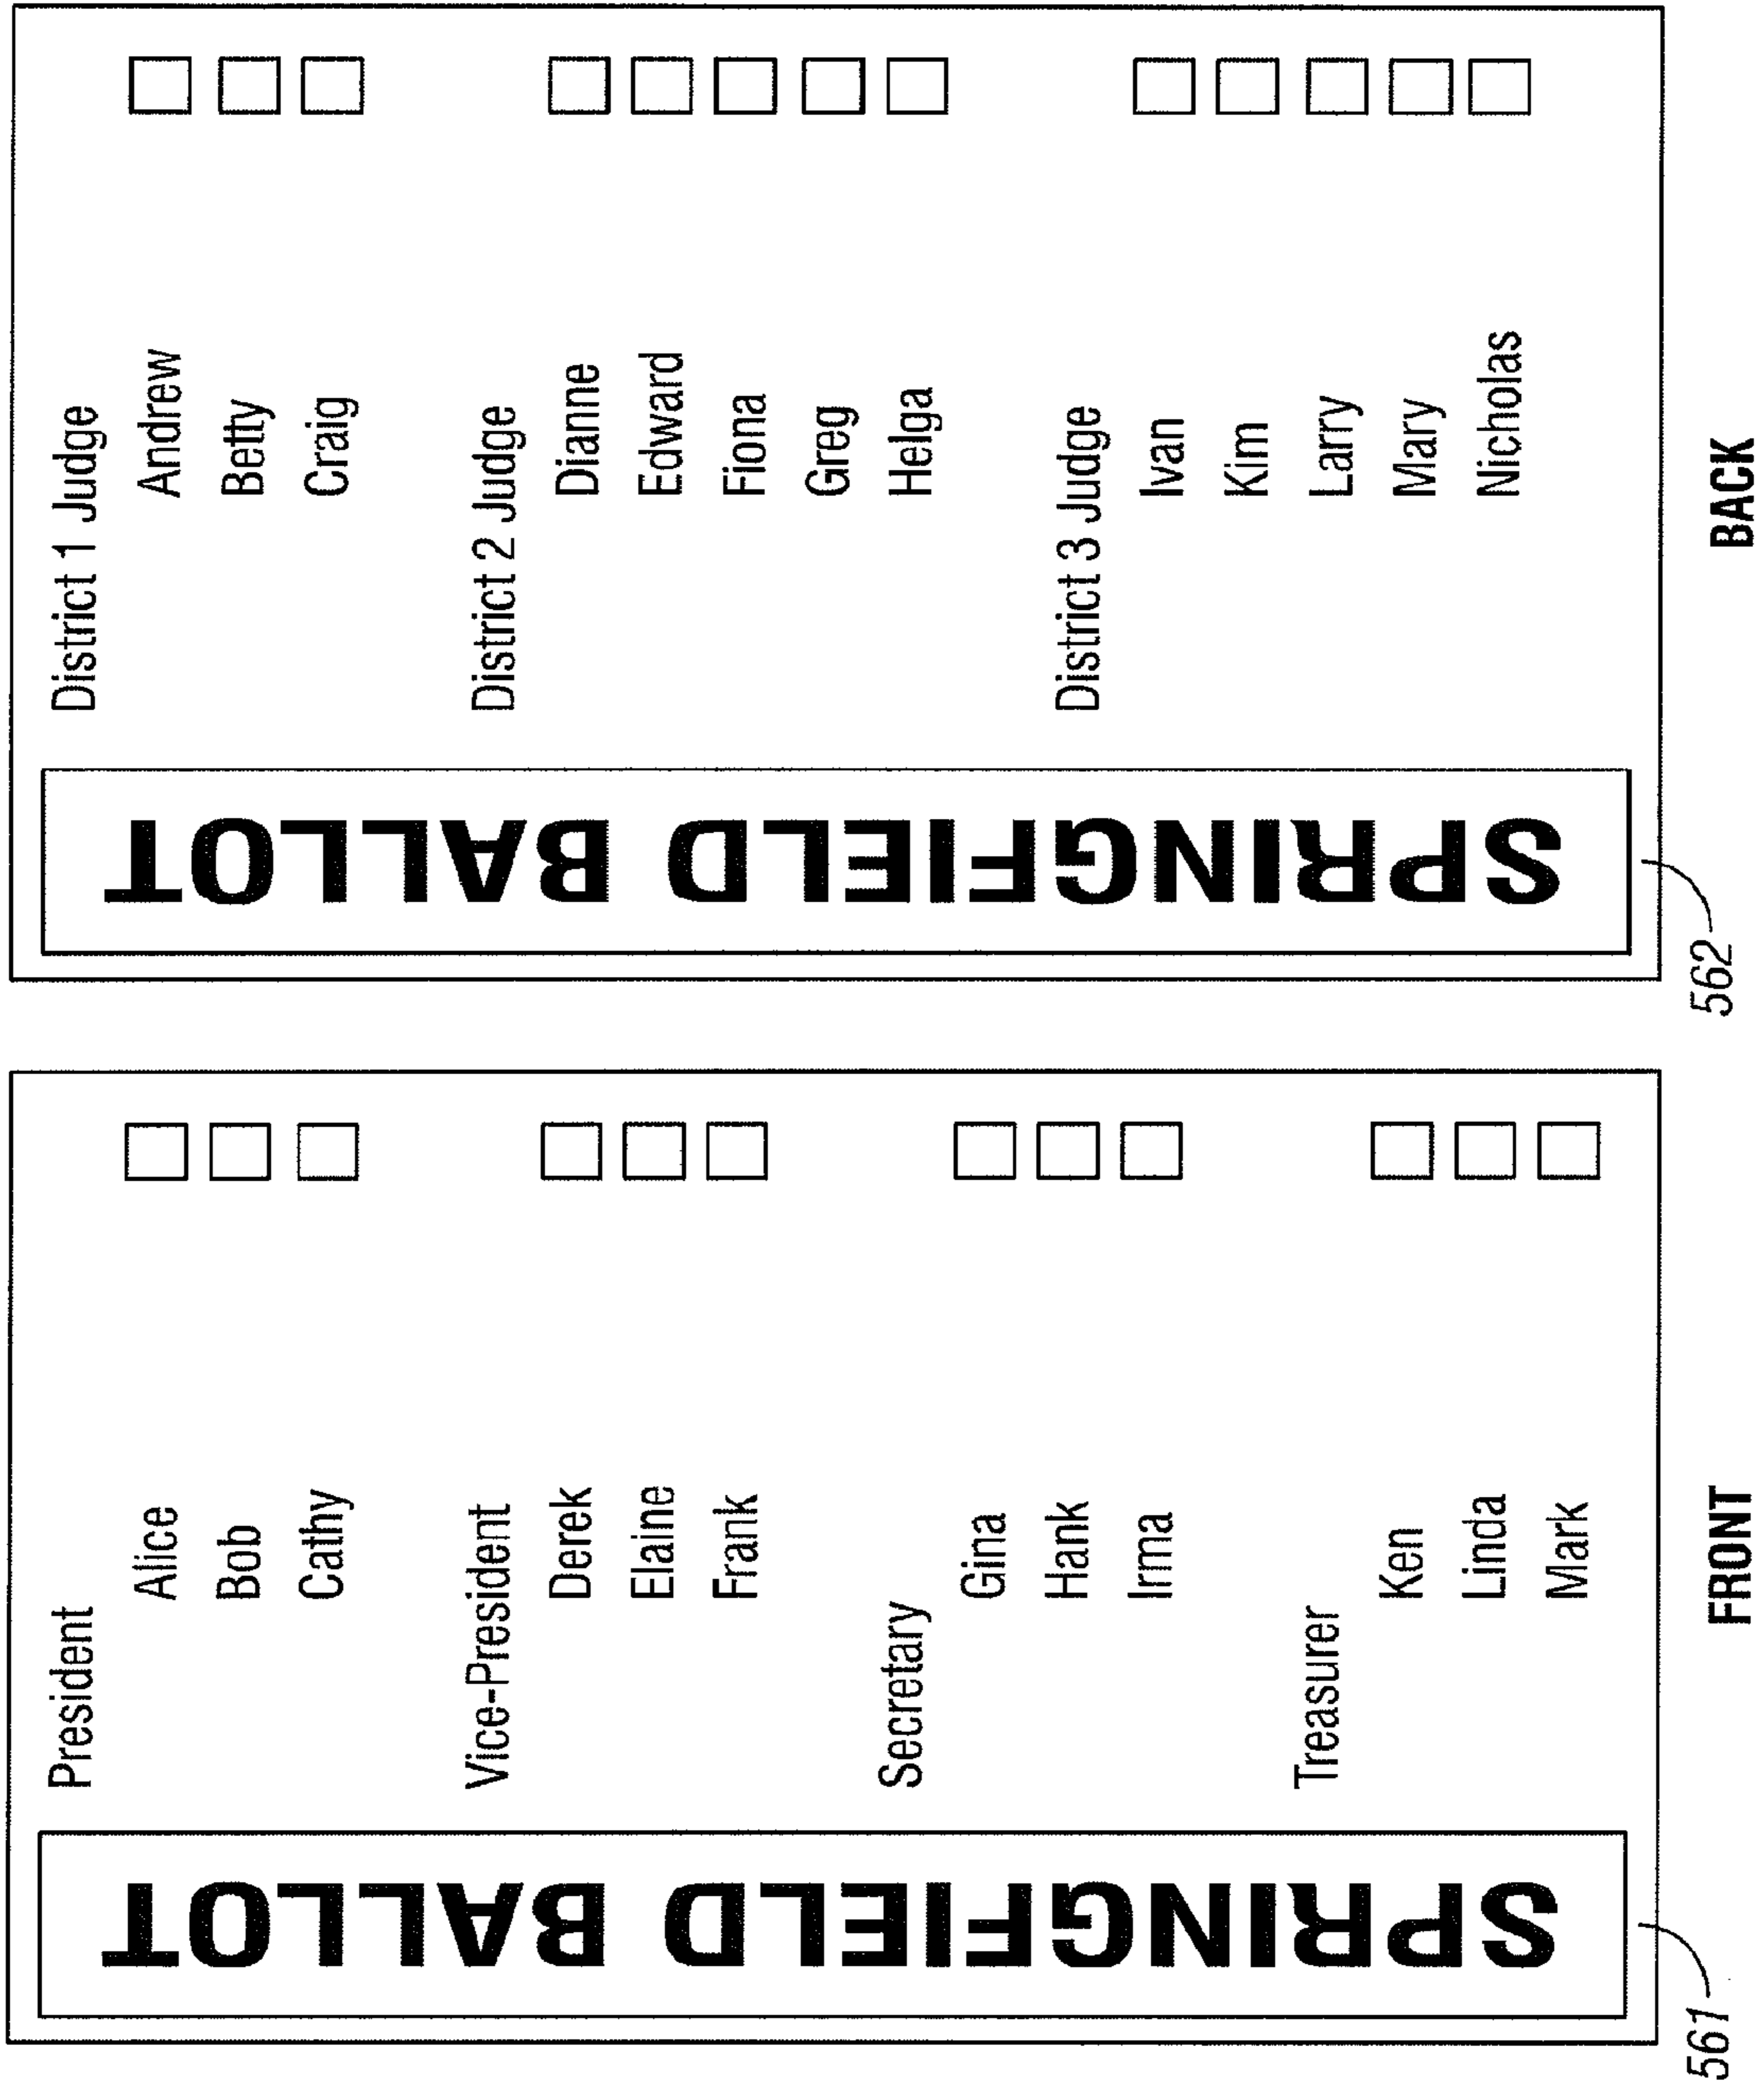 SPRINGFIELD BALLOT
President
Alice
Bob
Cathy
Vice-President
Derek
Elaine
Frank
Secretary
Gina
Hank
Irma
Treasurer
Ken
Linda
Mark
561
FRONT
SPRINGFIELD BALLOT
District 1 Judge
Andrew
Betty
Craig
District 2 Judge
Dianne
Edward
Fiona
Greg
Helga
District 3 Judge
Ivan
Kim
Larry
Mary
Nicholas
562
BACK